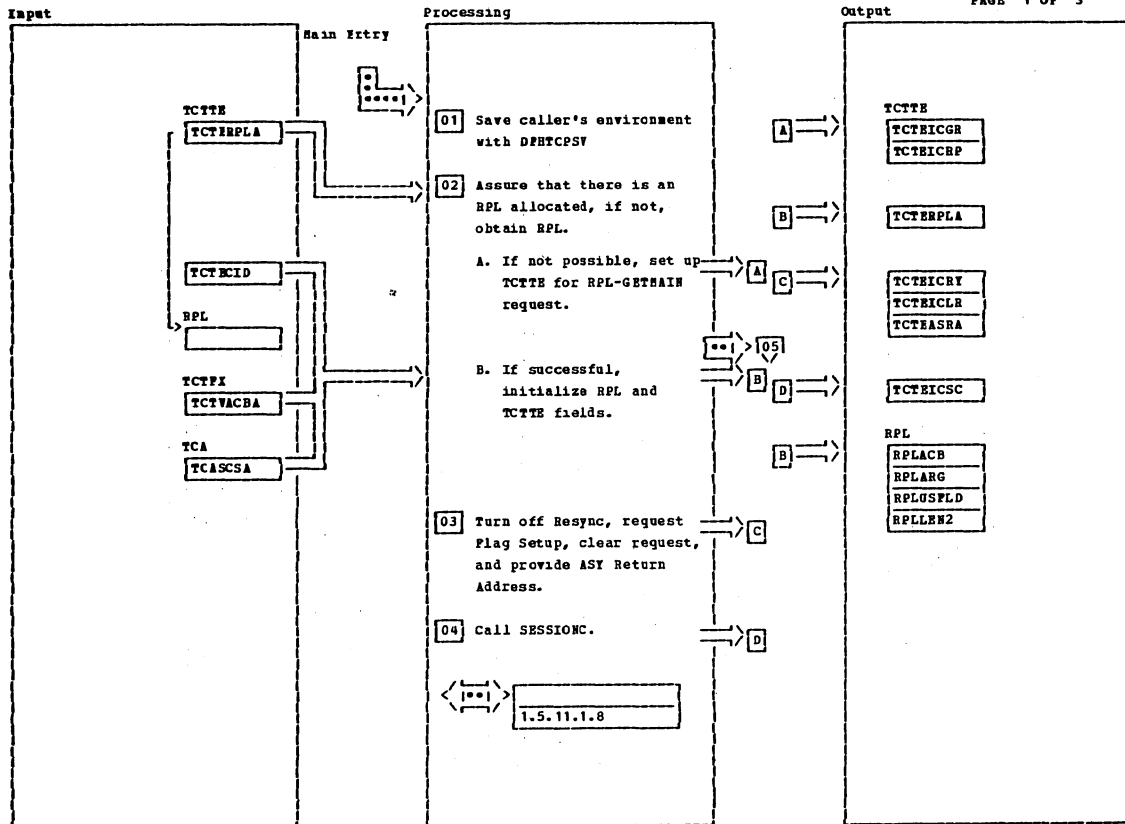 PAGE 1 OF 3
Input
Processing
Output
Main Entry
TCTTE
TCTERPLA
TCTECID
RPL
TCTFX
TCTVACBA
TCA
TCASCSA
01 Save caller's environment
with DFHTCPSV
02 Assure that there is an
RPL allocated, if not,
obtain RPL.
A. If not possible, set up
TCTTE for RPL-GETMAIN
request.
A
05
B. If successful,
initialize RPL and
TCTTE fields.
B
03 Turn off Resync, request
Flag Setup, clear request,
and provide ASY Return
Address.
C
04 Call SESSIONC.
D
1.5.11.1.8
A
TCTTE
TCTEICGR
TCTEICRP
B
TCTERPLA
C
TCTEICRY
TCTEICLR
TCTEASRA
D
TCTEICSC
B
RPL
RPLACB
RPLARG
RPLUSFLD
RPLLEN2